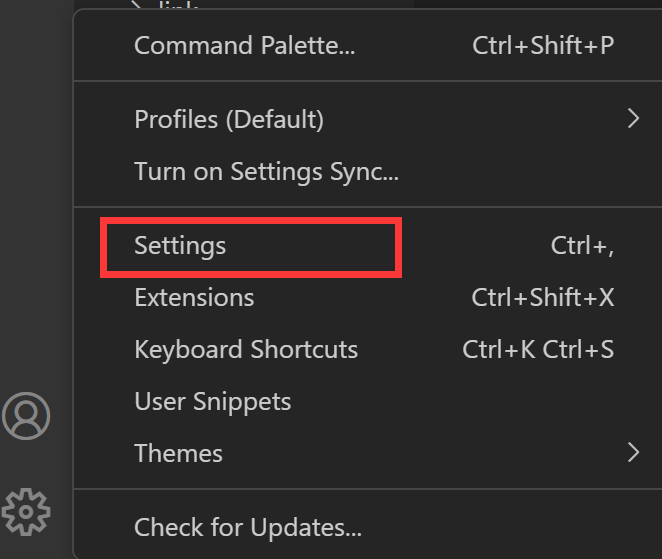 Command Palette... Ctrl+Shift+P
Profiles (Default)
Turn on Settings Sync...
Settings Ctrl+,
Extensions Ctrl+Shift+X
Keyboard Shortcuts Ctrl+K Ctrl+S
User Snippets
Themes
Check for Updates...